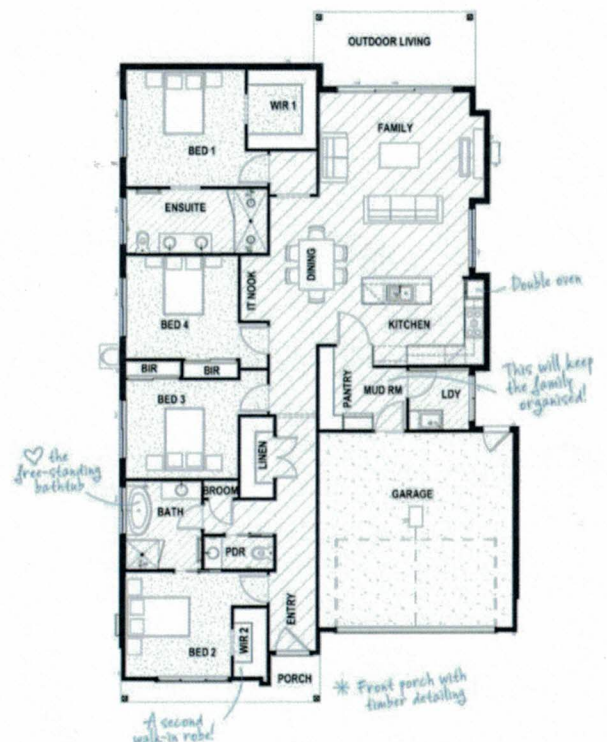 OUTDOOR LIVING
WIR 1
FAMILY
BED 1
ENSUITE
DINING
IT NOOK
Double oven
BED 4
KITCHEN
BIR
BIR
This will keep
the family
organised!
PANTRY
MUD RM
LDY
BED 3
LINEN
♡ the
free-standing
bathtub
BROOM
GARAGE
BATH
PDR
ENTRY
WIR 2
BED 2
PORCH
* Front porch with
timber detailing
A second
walk-in robe!